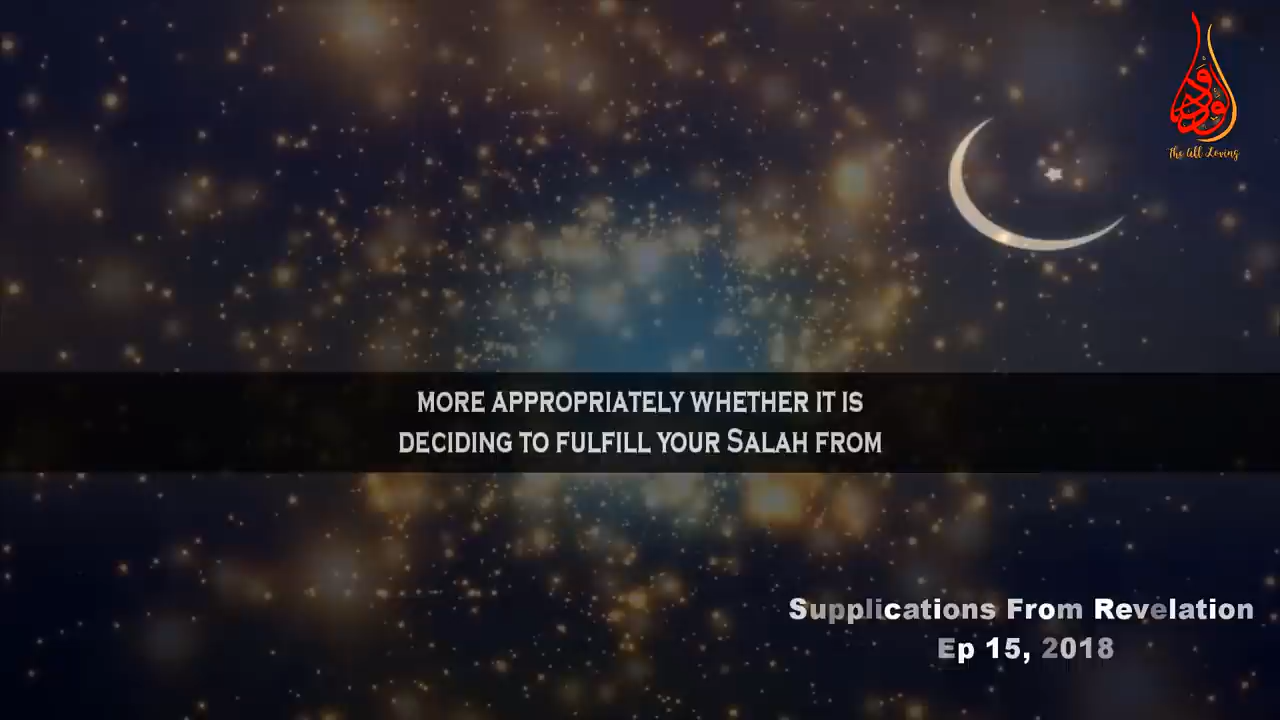 الودود
The All Loving
MORE APPROPRIATELY WHETHER IT IS
DECIDING TO FULFILL YOUR SALAH FROM
Supplications From Revelation
Ep 15, 2018